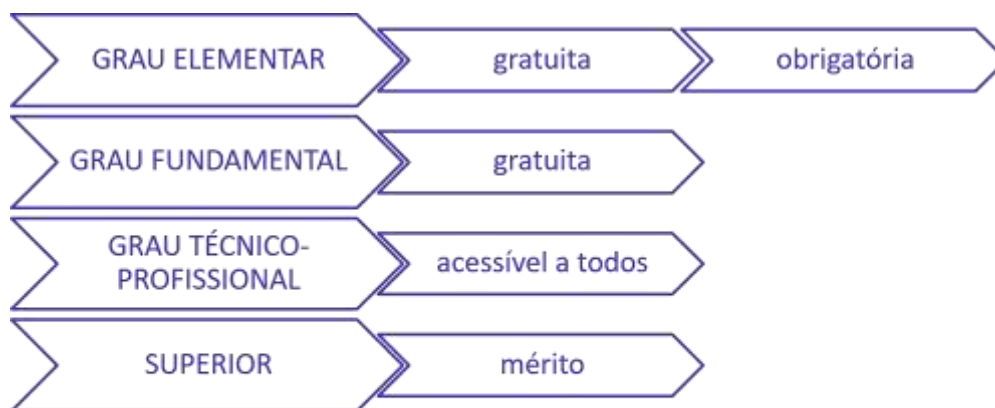 GRAU ELEMENTAR
gratuita
obrigatória
GRAU FUNDAMENTAL
gratuita
GRAU TÉCNICO-
PROFISSIONAL
acessível a todos
SUPERIOR
mérito